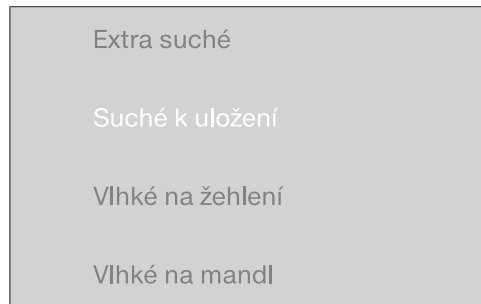 Extra suché
Suché k uložení
Vlhké na žehlení
Vlhké na mandl